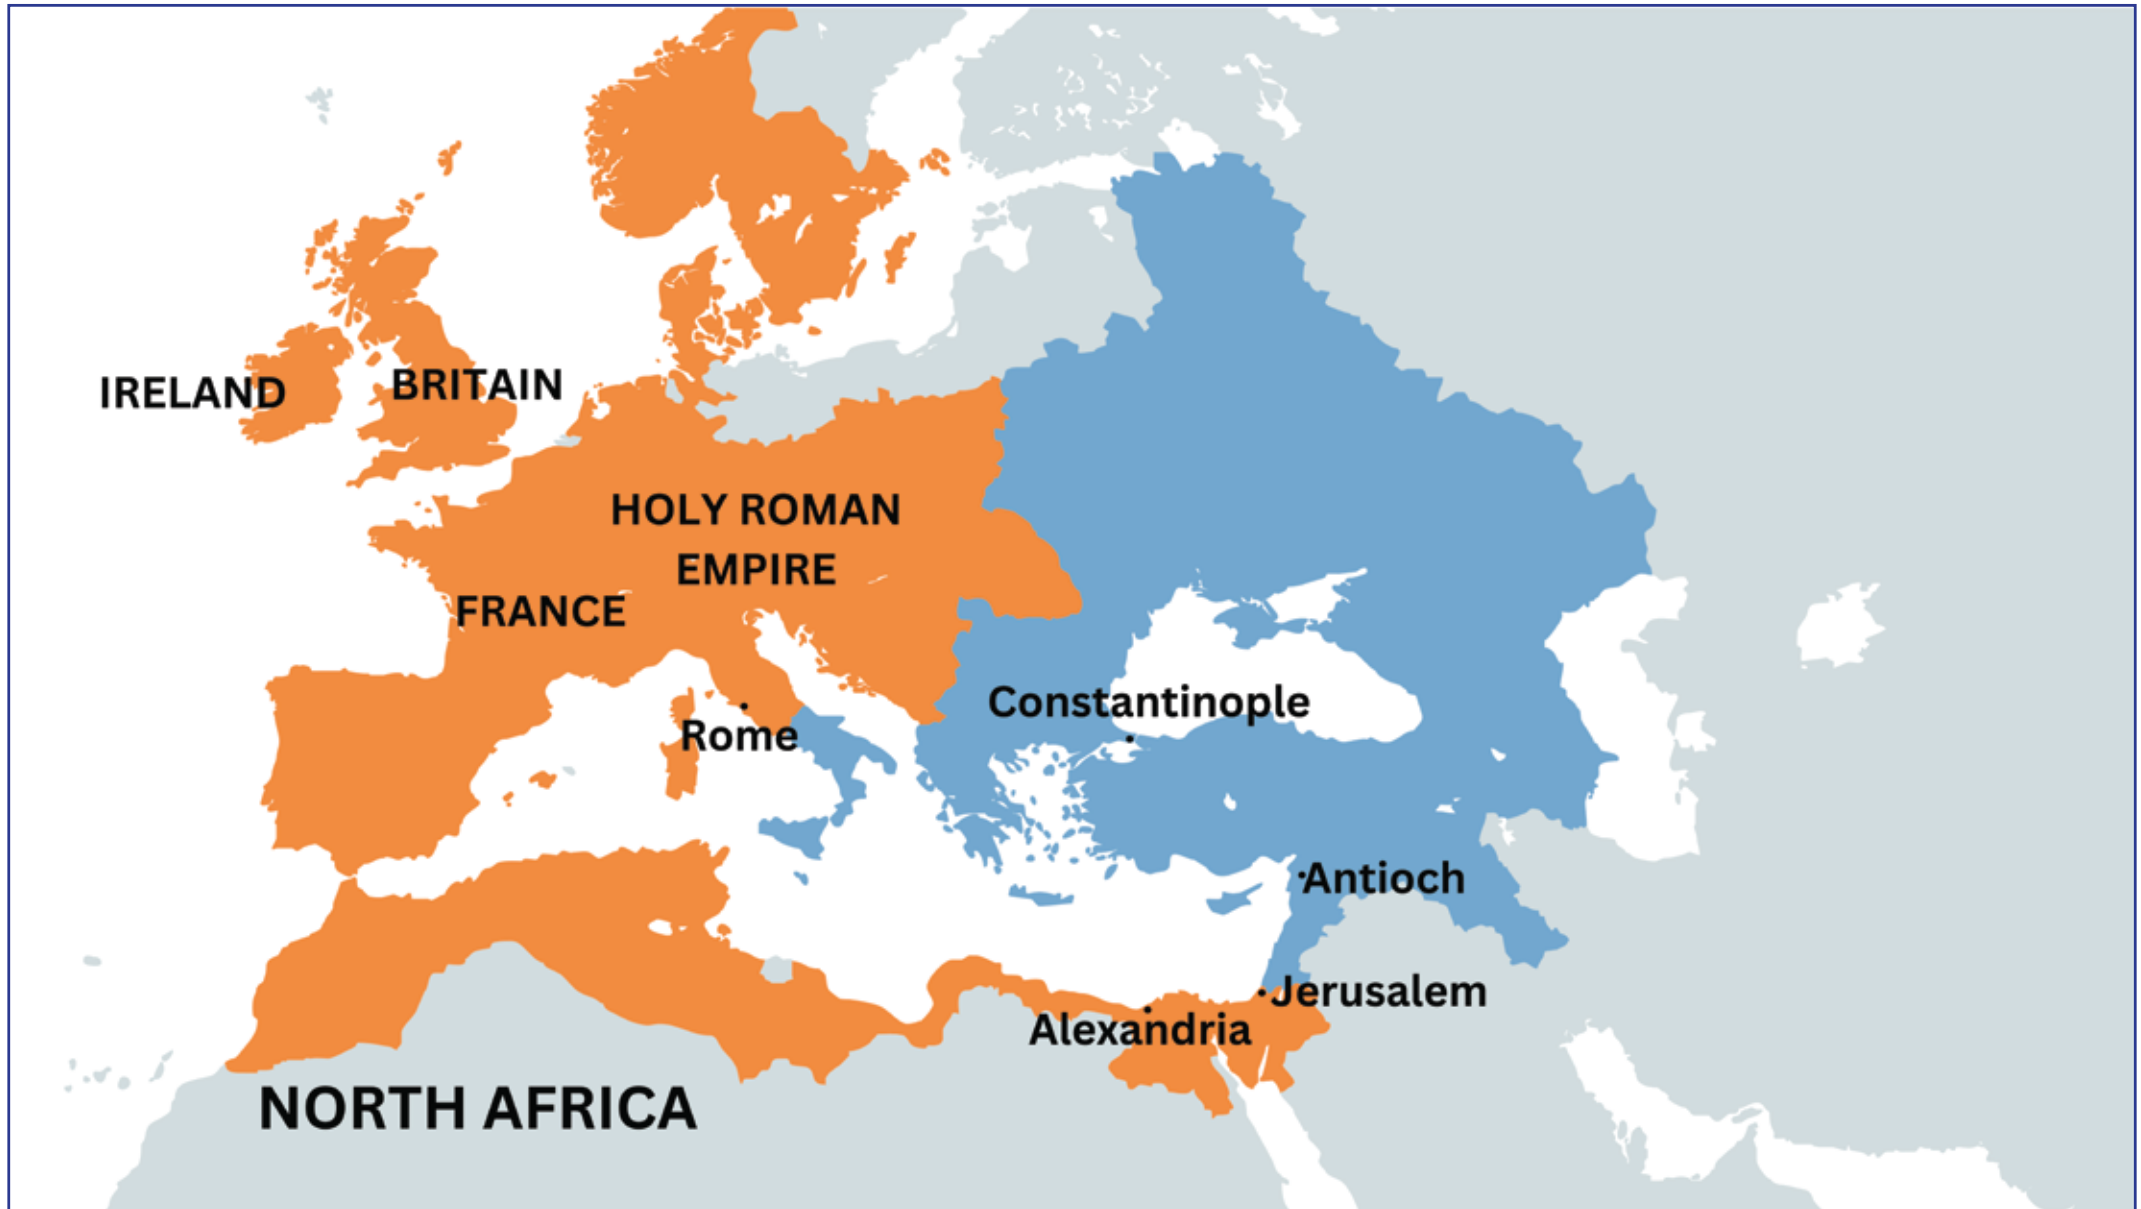 IRELAND
BRITAIN
HOLY ROMAN
EMPIRE
FRANCE
Constantinople
Rome
Antioch
Jerusalem
Alexandria
NORTH AFRICA